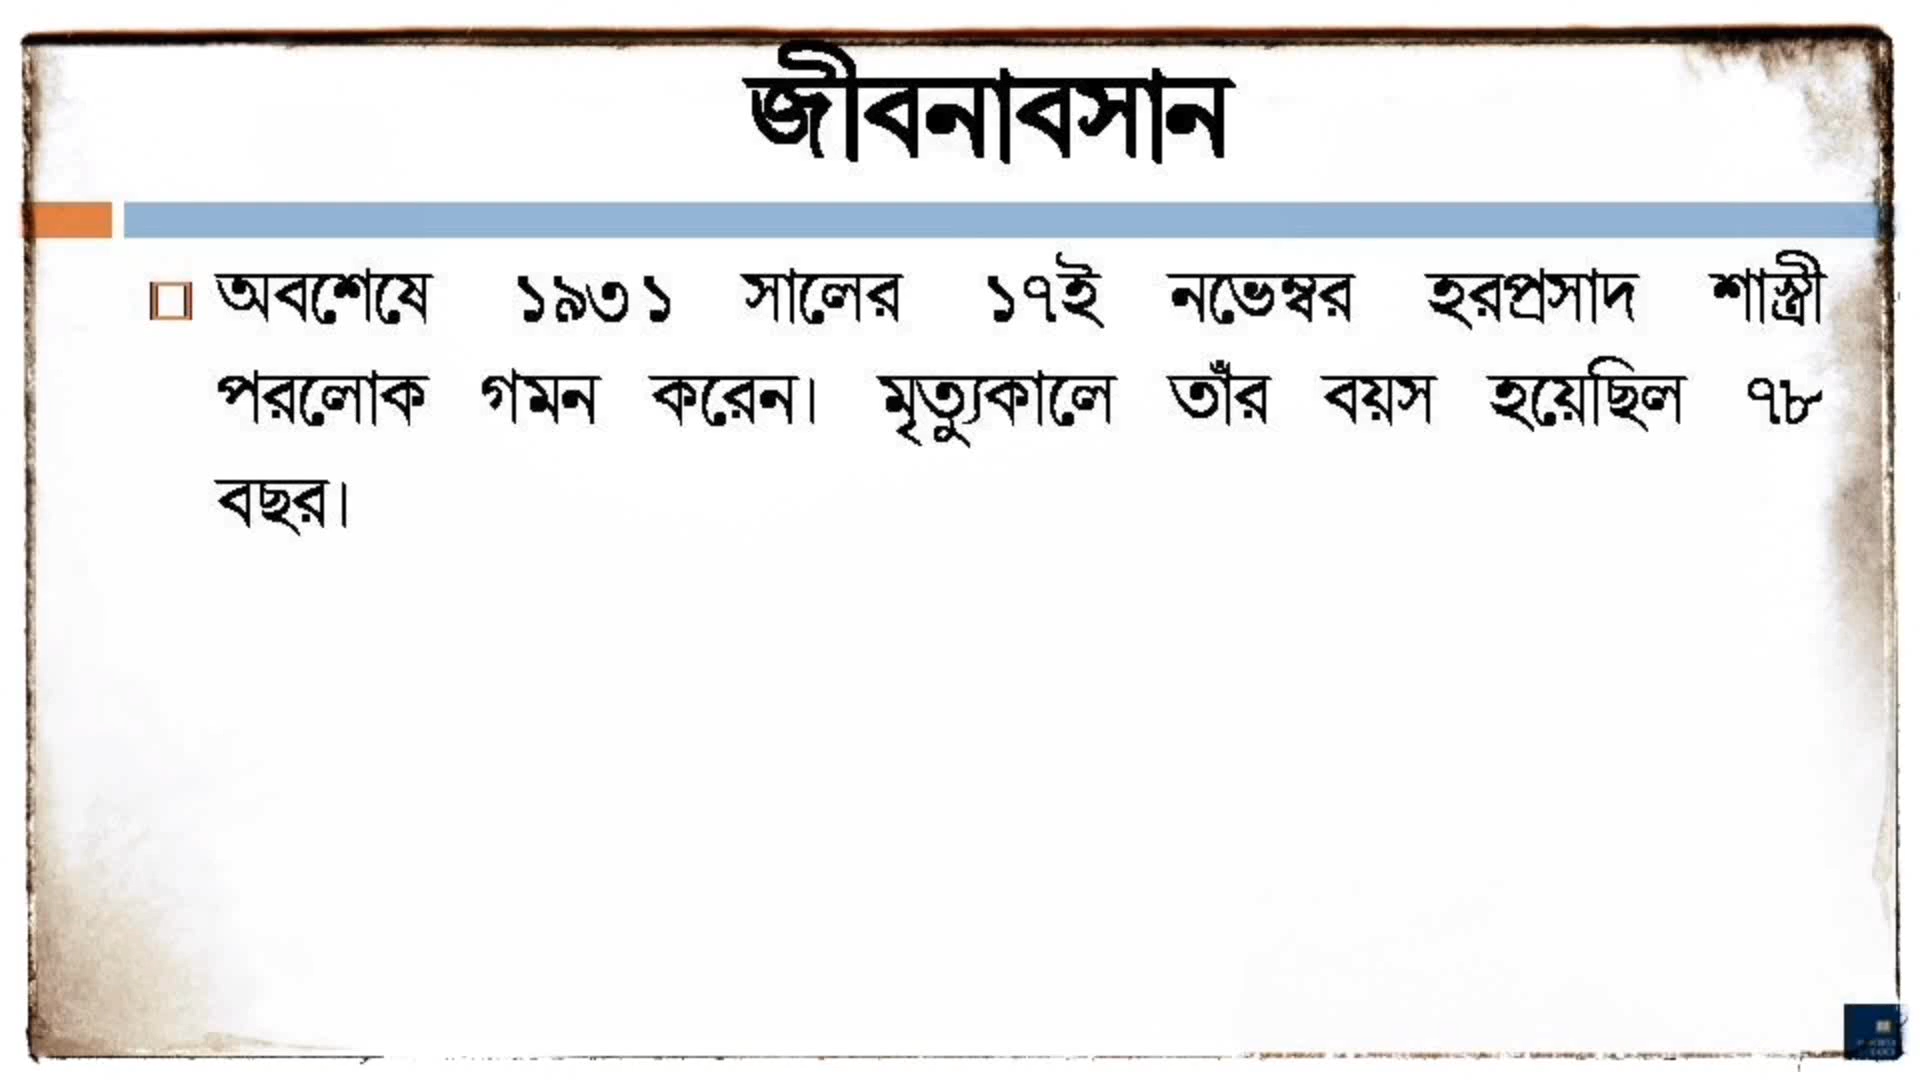 জীবনাবসান
অবশেষে ১৯৩১ সালের ১৭ই নভেম্বর হরপ্রসাদ শাস্ত্রী
পরলোক গমন করেন। মৃত্যুকালে তাঁর বয়স হয়েছিল ৭৮
বছর।